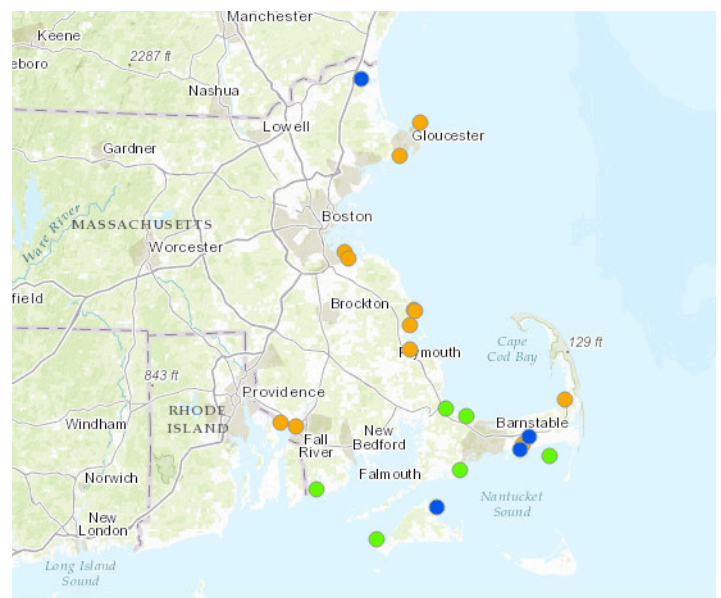 Manchester
Keene
2287 ft
eboro
Nashua
Lowell
Gloucester
Gardner
Boston
Ware River
MASSACHUSETTS
Worcester
field
Brockton
Cape
Cod Bay
129 ft
Plymouth
843 ft
Providence
RHODE
ISLAND
Windham
Barnstable
New
Bedford
Fall
River
Falmouth
Norwich
Nantucket
Sound
New
London
Long Island
Sound